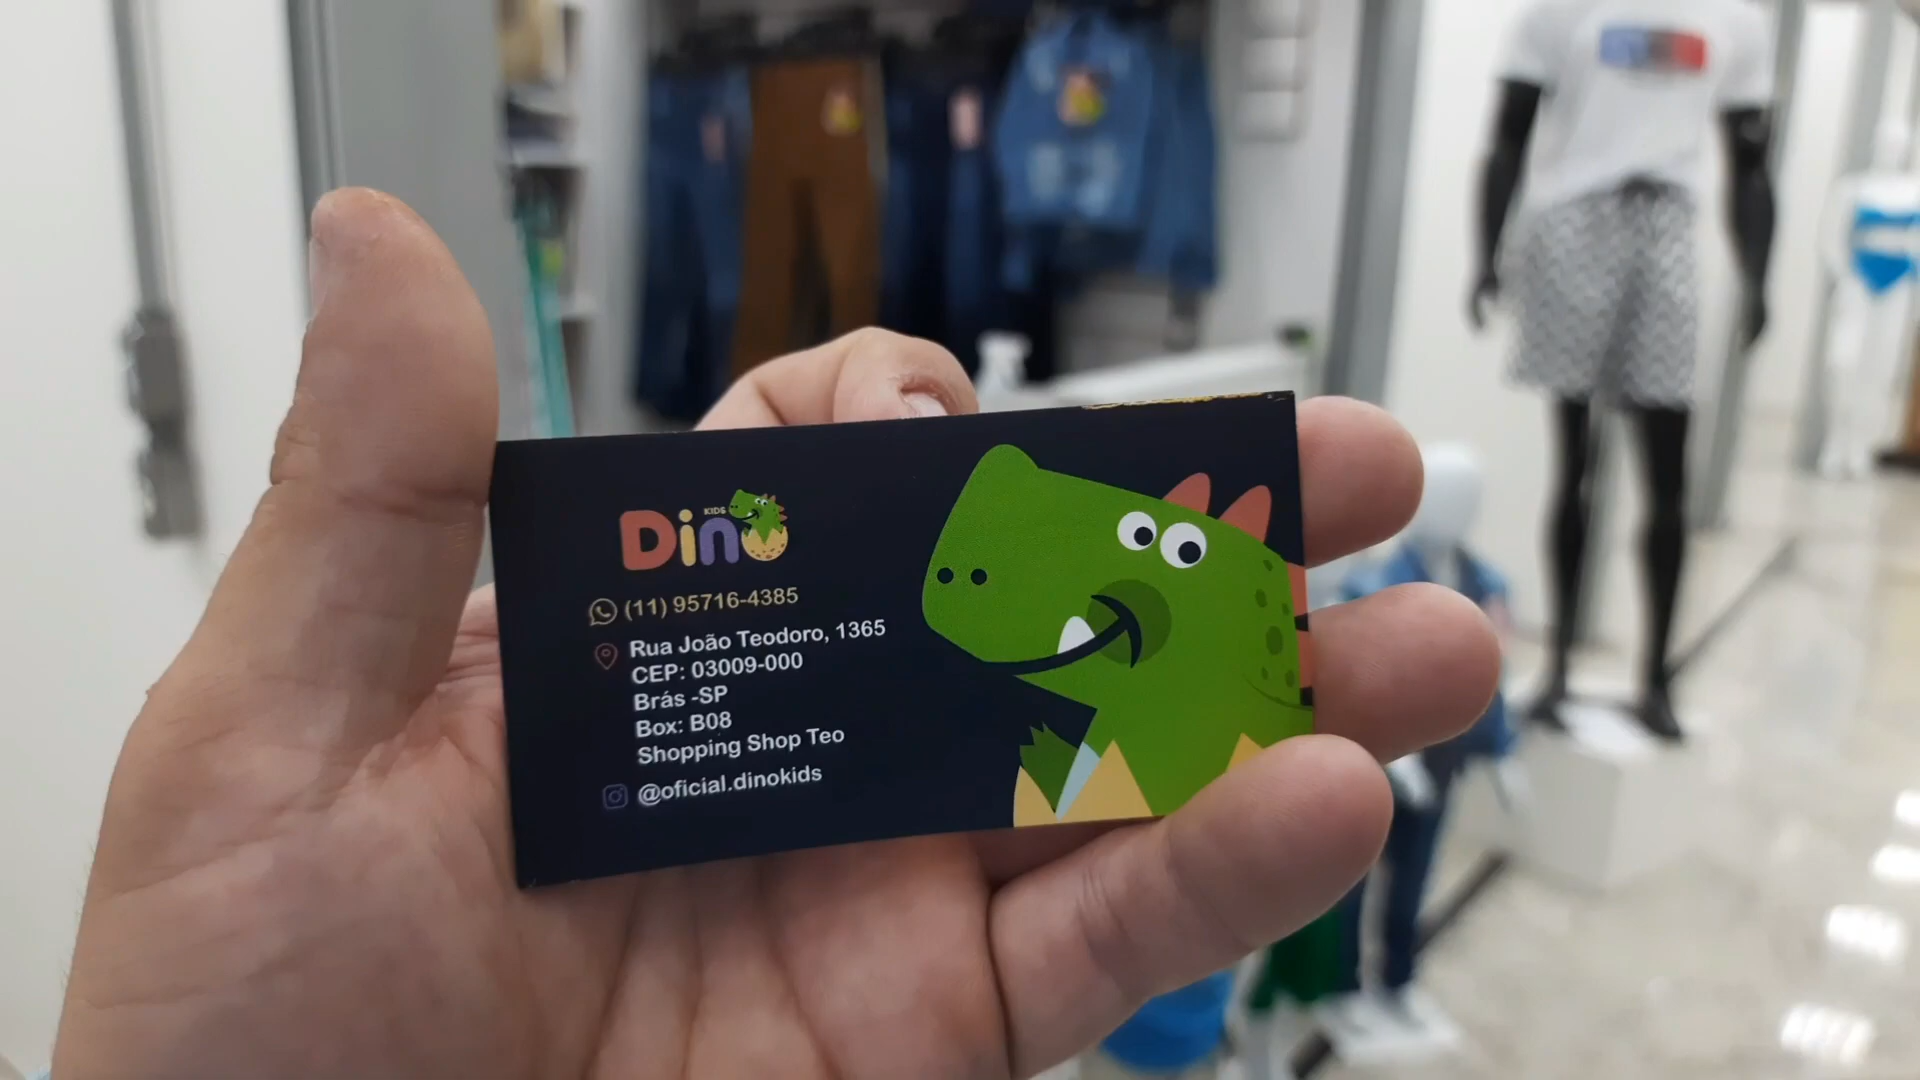 KIDS
Dino
(11) 95716-4385
Rua João Teodoro, 1365
CEP: 03009-000
Brás -SP
Box: B08
Shopping Shop Teo
@oficial.dinokids